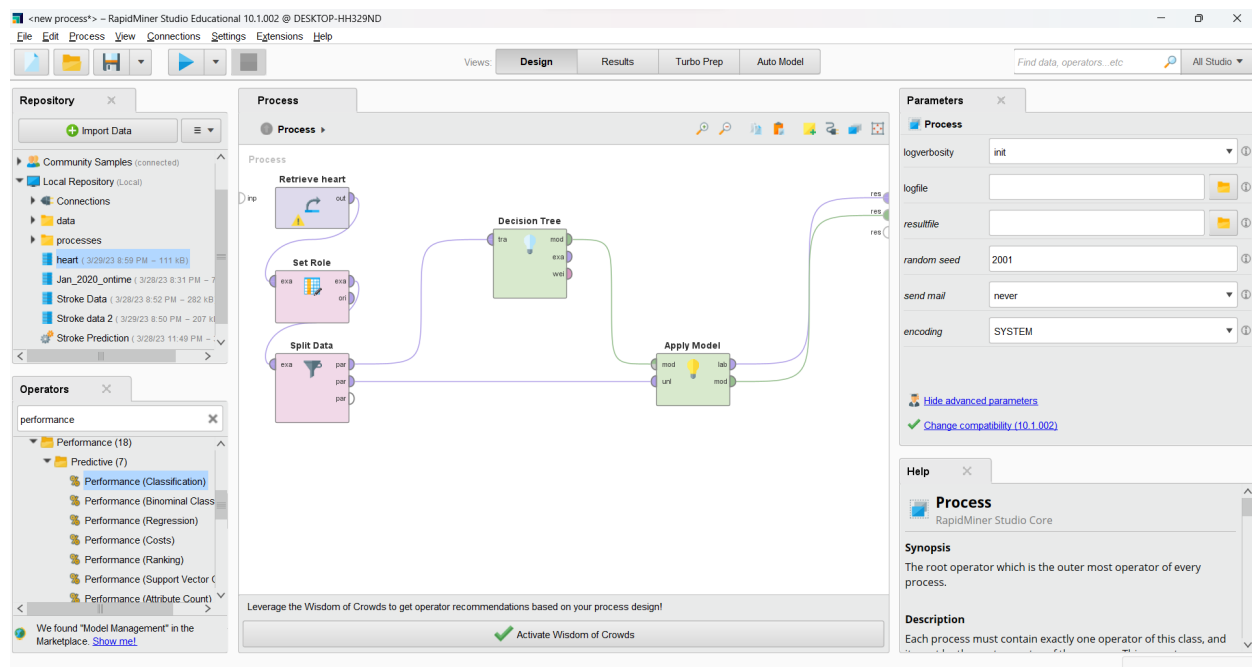 <new process*> – RapidMiner Studio Educational 10.1.002 @ DESKTOP-HH329ND
File Edit Process View Connections Settings Extensions Help
Views: Design Results Turbo Prep Auto Model
Find data, operators...etc
All Studio
Repository
Import Data
Community Samples (connected)
Local Repository (Local)
Connections
data
processes
heart ( 3/29/23 8:59 PM – 111 kB)
Jan_2020_ontime ( 3/28/23 8:31 PM – 7
Stroke Data ( 3/28/23 8:52 PM – 282 kB
Stroke data 2 ( 3/29/23 8:50 PM – 207 k
Stroke Prediction ( 3/28/23 11:49 PM –
Operators
performance
Performance (18)
Predictive (7)
Performance (Classification)
Performance (Binominal Class
Performance (Regression)
Performance (Costs)
Performance (Ranking)
Performance (Support Vector
Performance (Attribute Count)
We found "Model Management" in the
Marketplace. Show me!
Process
Process
Process
inp
Retrieve heart
out
Set Role
exa exa
ori
Split Data
exa par
par
par
Decision Tree
tra mod
exa
wei
Apply Model
mod lab
unl mod
res
res
res
Leverage the Wisdom of Crowds to get operator recommendations based on your process design!
Activate Wisdom of Crowds
Parameters
Process
logverbosity init
logfile
resultfile
random seed 2001
send mail never
encoding SYSTEM
Hide advanced parameters
Change compatibility (10.1.002)
Help
Process
RapidMiner Studio Core
Synopsis
The root operator which is the outer most operator of every
process.
Description
Each process must contain exactly one operator of this class, and